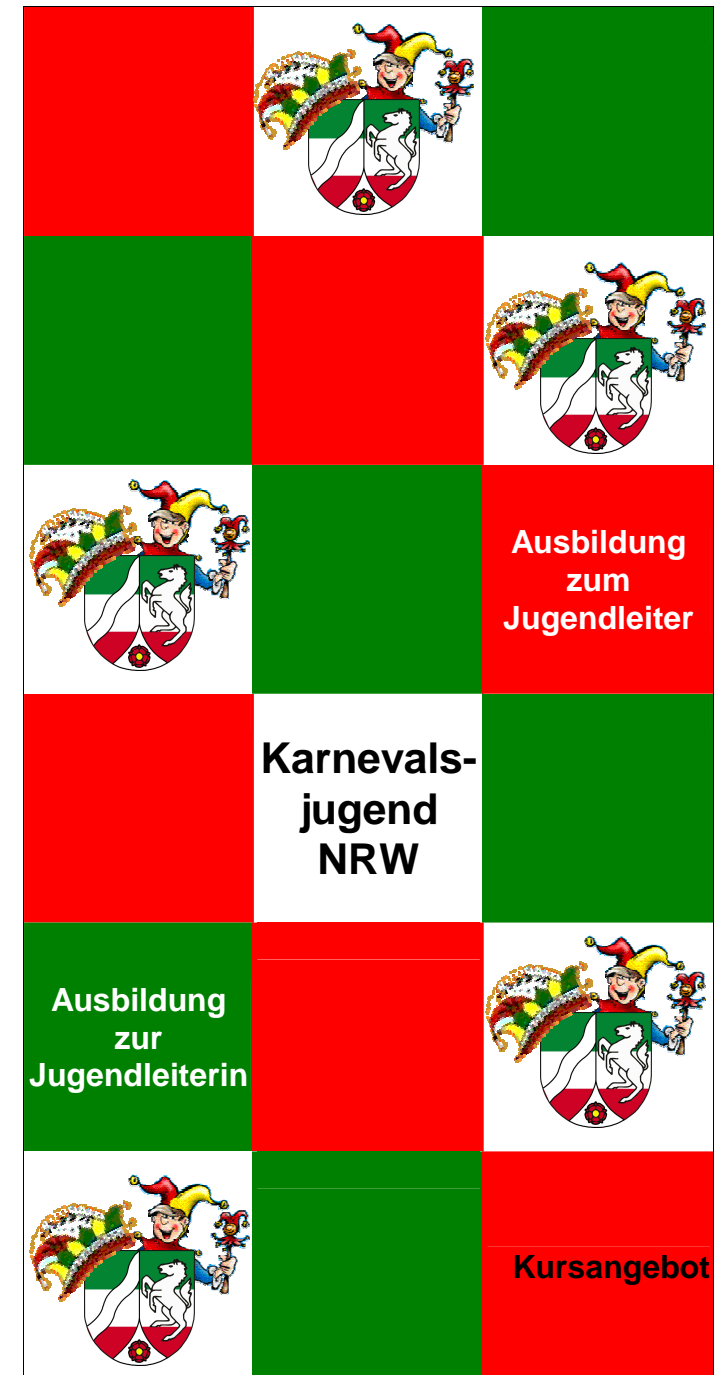 Ausbildung
zum
Jugendleiter
Karnevals-
jugend
NRW
Ausbildung
zur
Jugendleiterin
Kursangebot